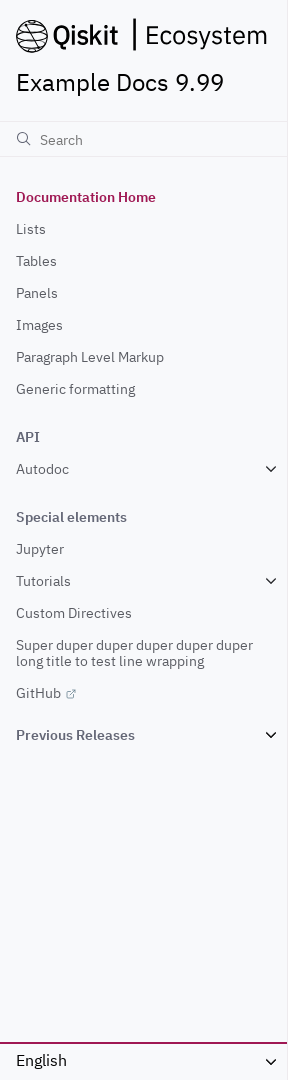 Qiskit | Ecosystem
Example Docs 9.99
Search
Documentation Home
Lists
Tables
Panels
Images
Paragraph Level Markup
Generic formatting
API
Autodoc
Special elements
Jupyter
Tutorials
Custom Directives
Super duper duper duper duper duper
long title to test line wrapping
GitHub
Previous Releases
English